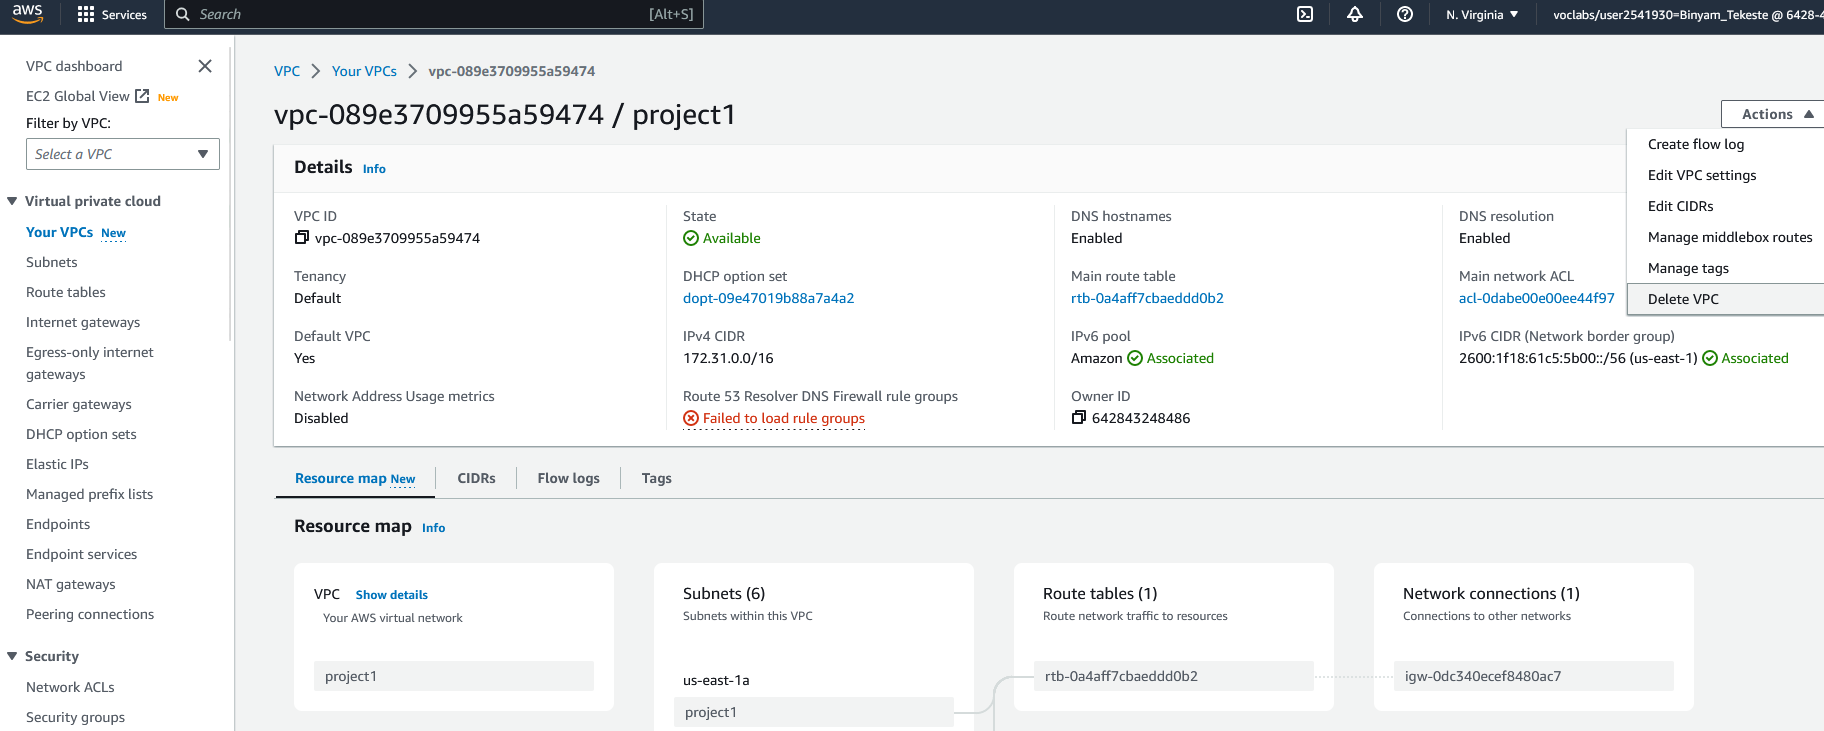 aws
Services
Search
[Alt+S]
N. Virginia
voclabs/user2541930=Binyam_Tekeste @ 6428-4
VPC dashboard
EC2 Global View New
Filter by VPC:
Select a VPC
Virtual private cloud
Your VPCs New
Subnets
Route tables
Internet gateways
Egress-only internet
gateways
Carrier gateways
DHCP option sets
Elastic IPs
Managed prefix lists
Endpoints
Endpoint services
NAT gateways
Peering connections
Security
Network ACLs
Security groups
VPC > Your VPCs > vpc-089e3709955a59474
vpc-089e3709955a59474 / project1
Actions
Create flow log
Edit VPC settings
Edit CIDRs
Manage middlebox routes
Manage tags
Delete VPC
Details Info
VPC ID
vpc-089e3709955a59474
State
Available
DNS hostnames
Enabled
DNS resolution
Enabled
Tenancy
Default
DHCP option set
dopt-09e47019b88a7a4a2
Main route table
rtb-0a4aff7cbaeddd0b2
Main network ACL
acl-0dabe00e00ee44f97
Default VPC
Yes
IPv4 CIDR
172.31.0.0/16
IPv6 pool
Amazon Associated
IPv6 CIDR (Network border group)
2600:1f18:61c5:5b00::/56 (us-east-1) Associated
Network Address Usage metrics
Disabled
Route 53 Resolver DNS Firewall rule groups
Failed to load rule groups
Owner ID
642843248486
Resource map New
CIDRs
Flow logs
Tags
Resource map Info
VPC Show details
Your AWS virtual network
project1
Subnets (6)
Subnets within this VPC
us-east-1a
project1
Route tables (1)
Route network traffic to resources
rtb-0a4aff7cbaeddd0b2
Network connections (1)
Connections to other networks
igw-0dc340ecef8480ac7